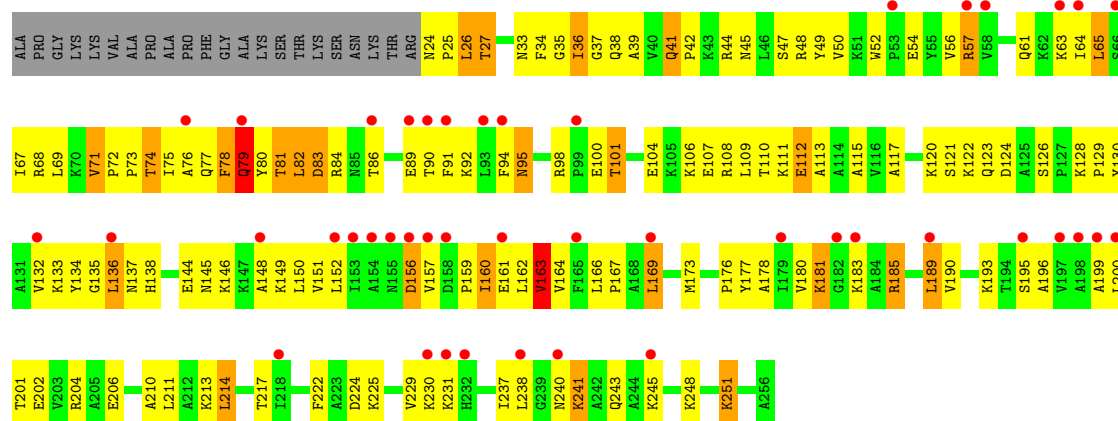 ALA PRO GLY LYS LYS VAL ALA PRO ALA PRO PHE GLY ALA LYS SER THR LYS SER ASN LYS THR ARG N24 P25 L26 T27 N33 F34 G35 I36 G37 Q38 A39 V40 Q41 P42 K43 R44 N45 L46 S47 R48 Y49 V50 K51 W52 P53 E54 Y55 V56 R57 V58 Q61 K62 K63 I64 L65 S66
I67 R68 L69 K70 V71 P72 P73 T74 I75 A76 Q77 F78 Q79 Y80 T81 L82 D83 R84 N85 T86 E89 T90 F91 K92 L93 F94 N95 R98 P99 E100 T101 E104 K105 K106 E107 R108 L109 T110 K111 E112 A113 A114 A115 V116 A117 K120 S121 K122 Q123 D124 A125 S126 P127 K128 P129 Y130
A131 V132 K133 Y134 G135 L136 N137 H138 E144 N145 K146 K147 A148 K149 L150 V151 L152 I153 A154 N155 D156 V157 D158 P159 I160 E161 L162 V163 V164 F165 L166 P167 A168 L169 M173 P176 Y177 A178 I179 V180 K181 G182 K183 A184 R185 L189 V190 K193 T194 S195 A196 V197 A198 A199 L200
T201 E202 V203 R204 A205 E206 A210 L211 A212 K213 L214 T217 I218 F222 A223 D224 K225 V229 K230 K231 H232 I237 L238 G239 N240 K241 A242 Q243 A244 K245 K248 K251 A256